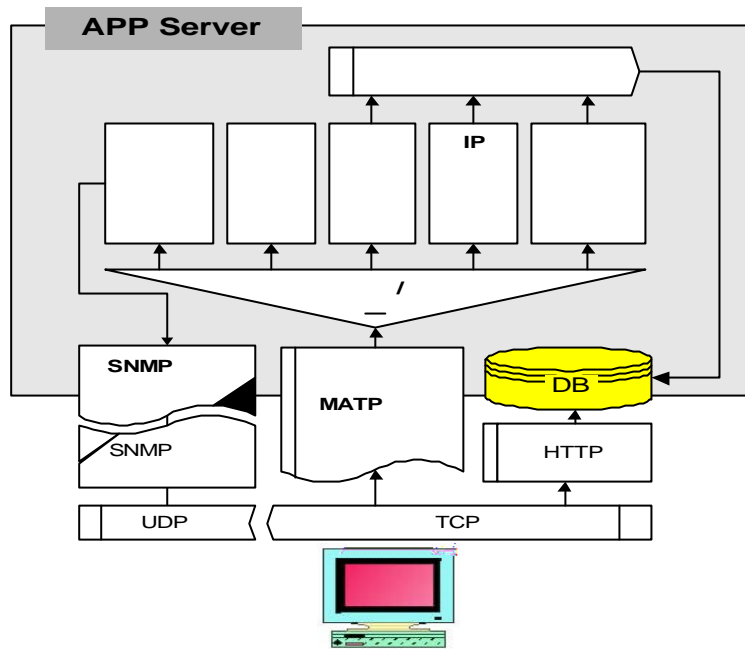 APP Server
IP
/
SNMP
MATP
DB
SNMP
HTTP
UDP
TCP